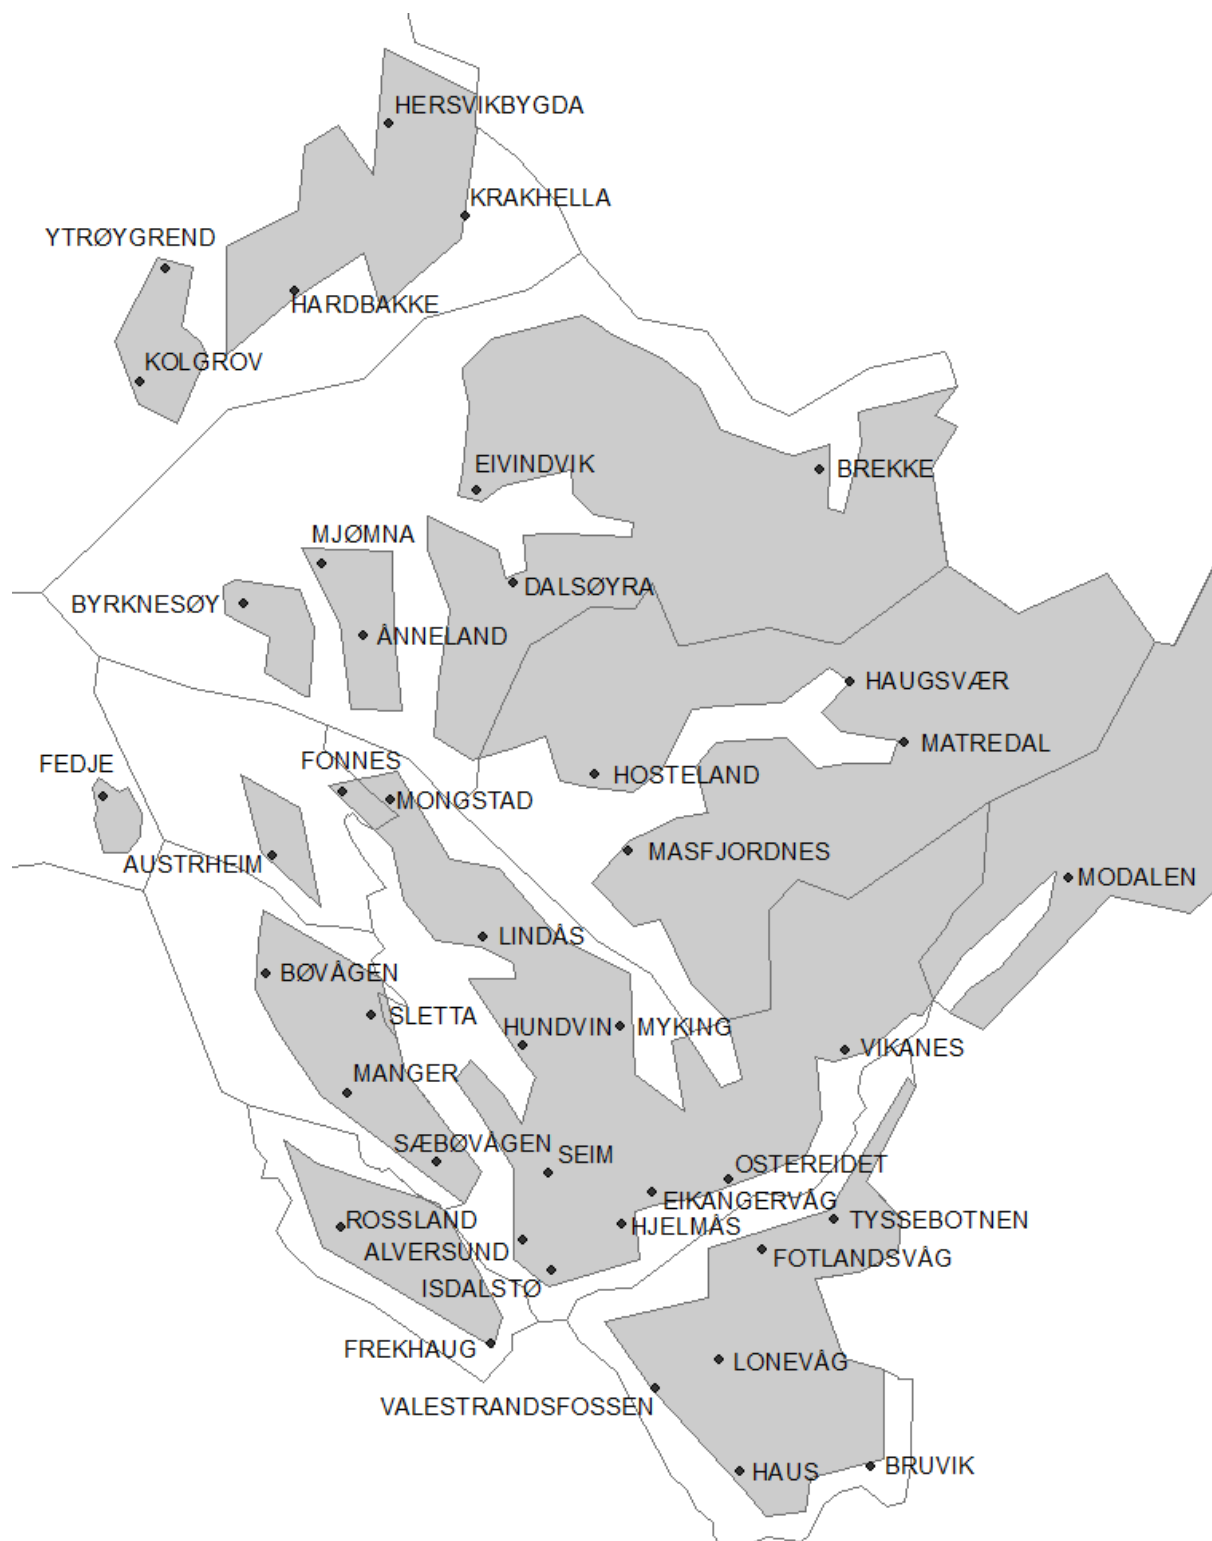 HERSVIKBYGDA
KRAKHELLA
YTRØYGREND
HARDBAKKE
KOLGROV
EIVINDVIK
BREKKE
MJØMNA
DALSØYRA
BYRKNESØY
ÅNNELAND
HAUGSVÆR
MATREDAL
FEDJE
FONNES
HOSTELAND
MONGSTAD
MASFJORDNES
AUSTRHEIM
MODALEN
LINDÅS
BØVÅGEN
SLETTA
HUNDVIN
MYKING
VIKANES
MANGER
SÆBØVÅGEN
SEIM
OSTEREIDET
EIKANGERVÅG
ROSSLAND
HJELMÅS
TYSSEBOTNEN
ALVERSUND
FOTLANDSVÅG
ISDALSTØ
FREKHAUG
LONEVÅG
VALESTRANDSFOSSEN
HAUS
BRUVIK